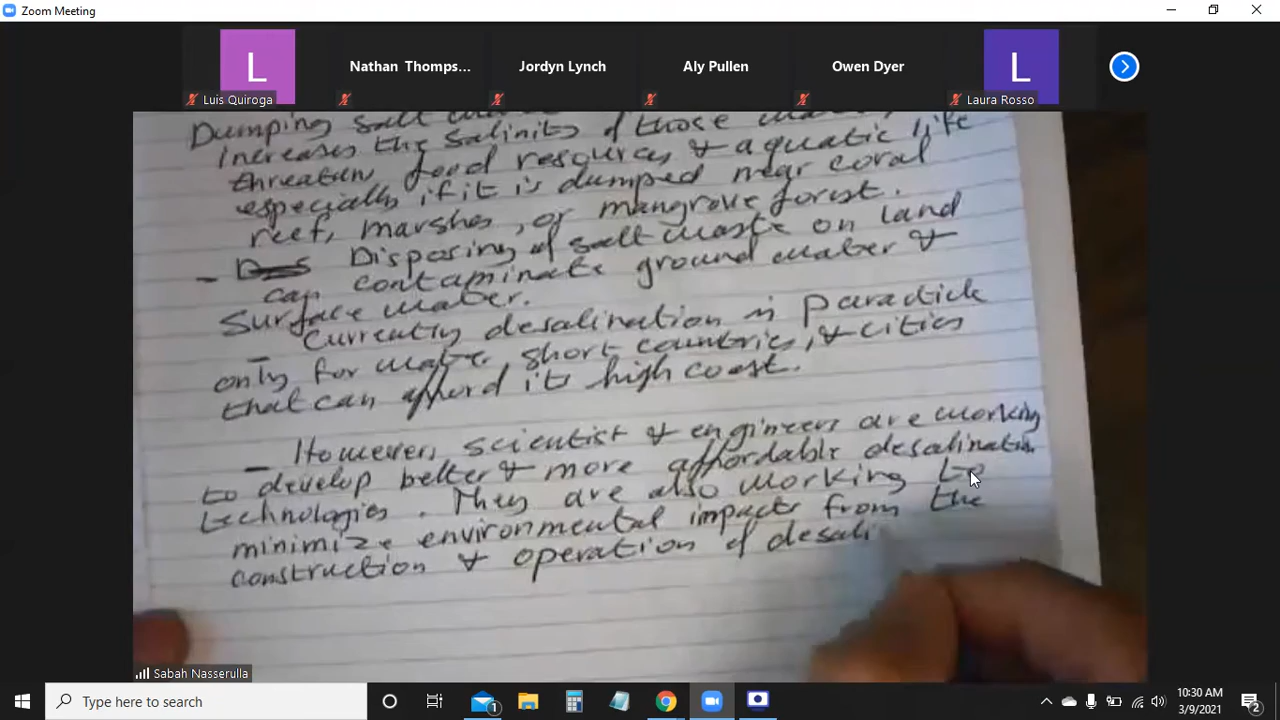 Zoom Meeting
L
Luis Quiroga
Nathan Thomps...
Jordyn Lynch
Aly Pullen
Owen Dyer
L
Laura Rosso
Dumping salt
increases the salinity of those
threaten food resources & aquatic life
especially if it is dumped near coral
reef, marshes, or mangrove forest.
- Disposing of salt waste on land
can contaminate ground water &
Surface water.
- Currently desalination is
only for water short countries, & cities
that can afford its high coast.
- However, scientist & engineers are working
to develop better & more affordable desalination
technologies. They are also working to
minimize environmental impacts from the
construction & operation of desali
Sabah Nasserulla
Type here to search
1
10:30 AM
3/9/2021
2